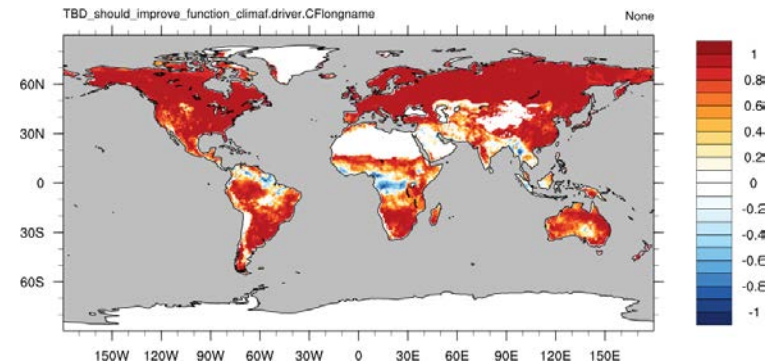 TBD_should_improve_function_climaf.driver.CFlongname
None
60N
30N
0
30S
60S
150W 120W 90W 60W 30W 0 30E 60E 90E 120E 150E
1
0.8
0.6
0.4
0.2
0
-0.2
-0.4
-0.6
-0.8
-1